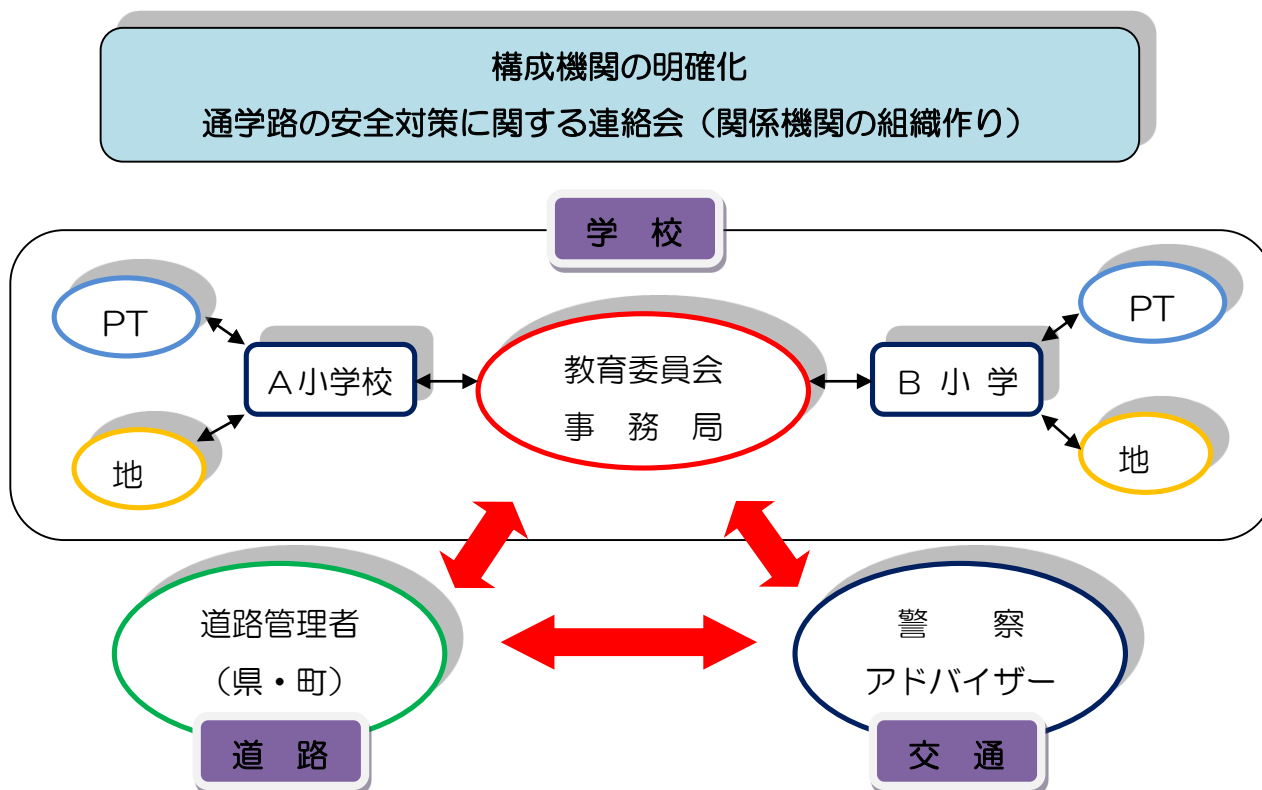 構成機関の明確化
通学路の安全対策に関する連絡会（関係機関の組織作り）
学　校
PT
PT
A小学校
教育委員会
事　務　局
B 小 学
地
地
道路管理者
（県・町）
警　　察
アドバイザー
道　路
交　通